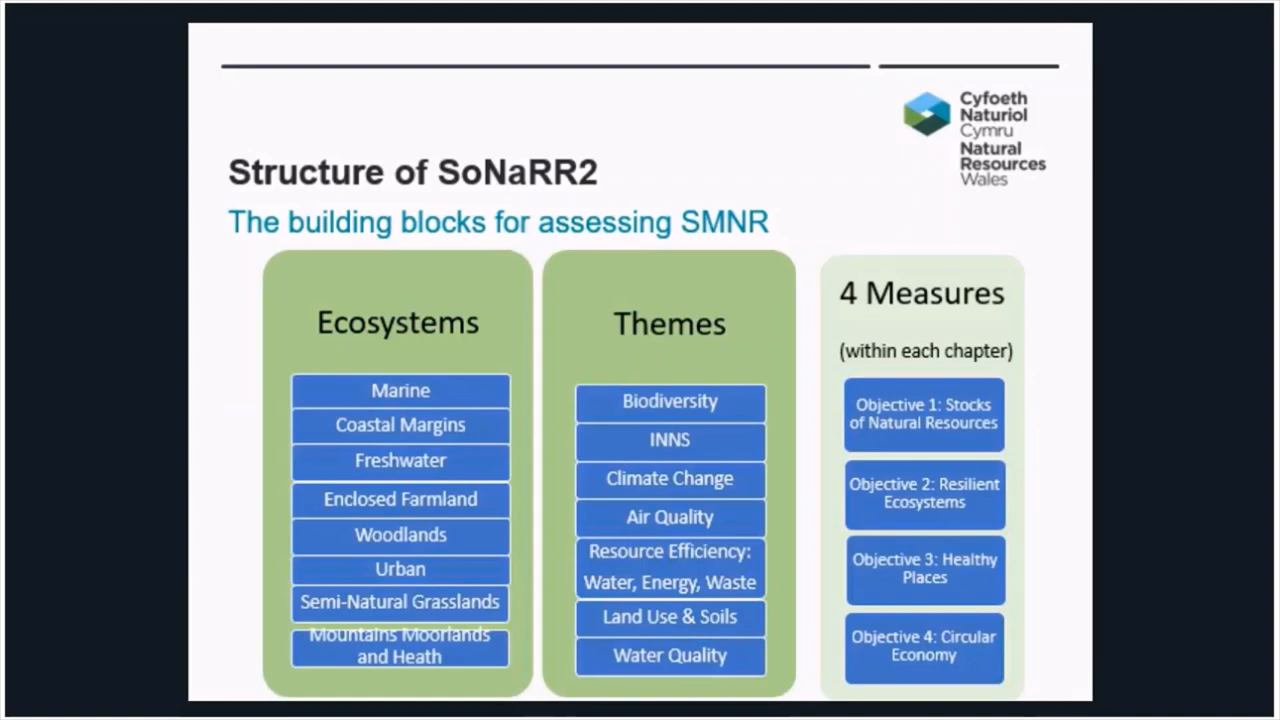 Cyfoeth
Naturiol
Cymru
Natural
Resources
Wales
Structure of SoNaRR2
The building blocks for assessing SMNR
Ecosystems
Marine
Coastal Margins
Freshwater
Enclosed Farmland
Woodlands
Urban
Semi-Natural Grasslands
Mountains Moorlands
and Heath
Themes
Biodiversity
INNS
Climate Change
Air Quality
Resource Efficiency:
Water, Energy, Waste
Land Use & Soils
Water Quality
4 Measures
(within each chapter)
Objective 1: Stocks
of Natural Resources
Objective 2: Resilient
Ecosystems
Objective 3: Healthy
Places
Objective 4: Circular
Economy